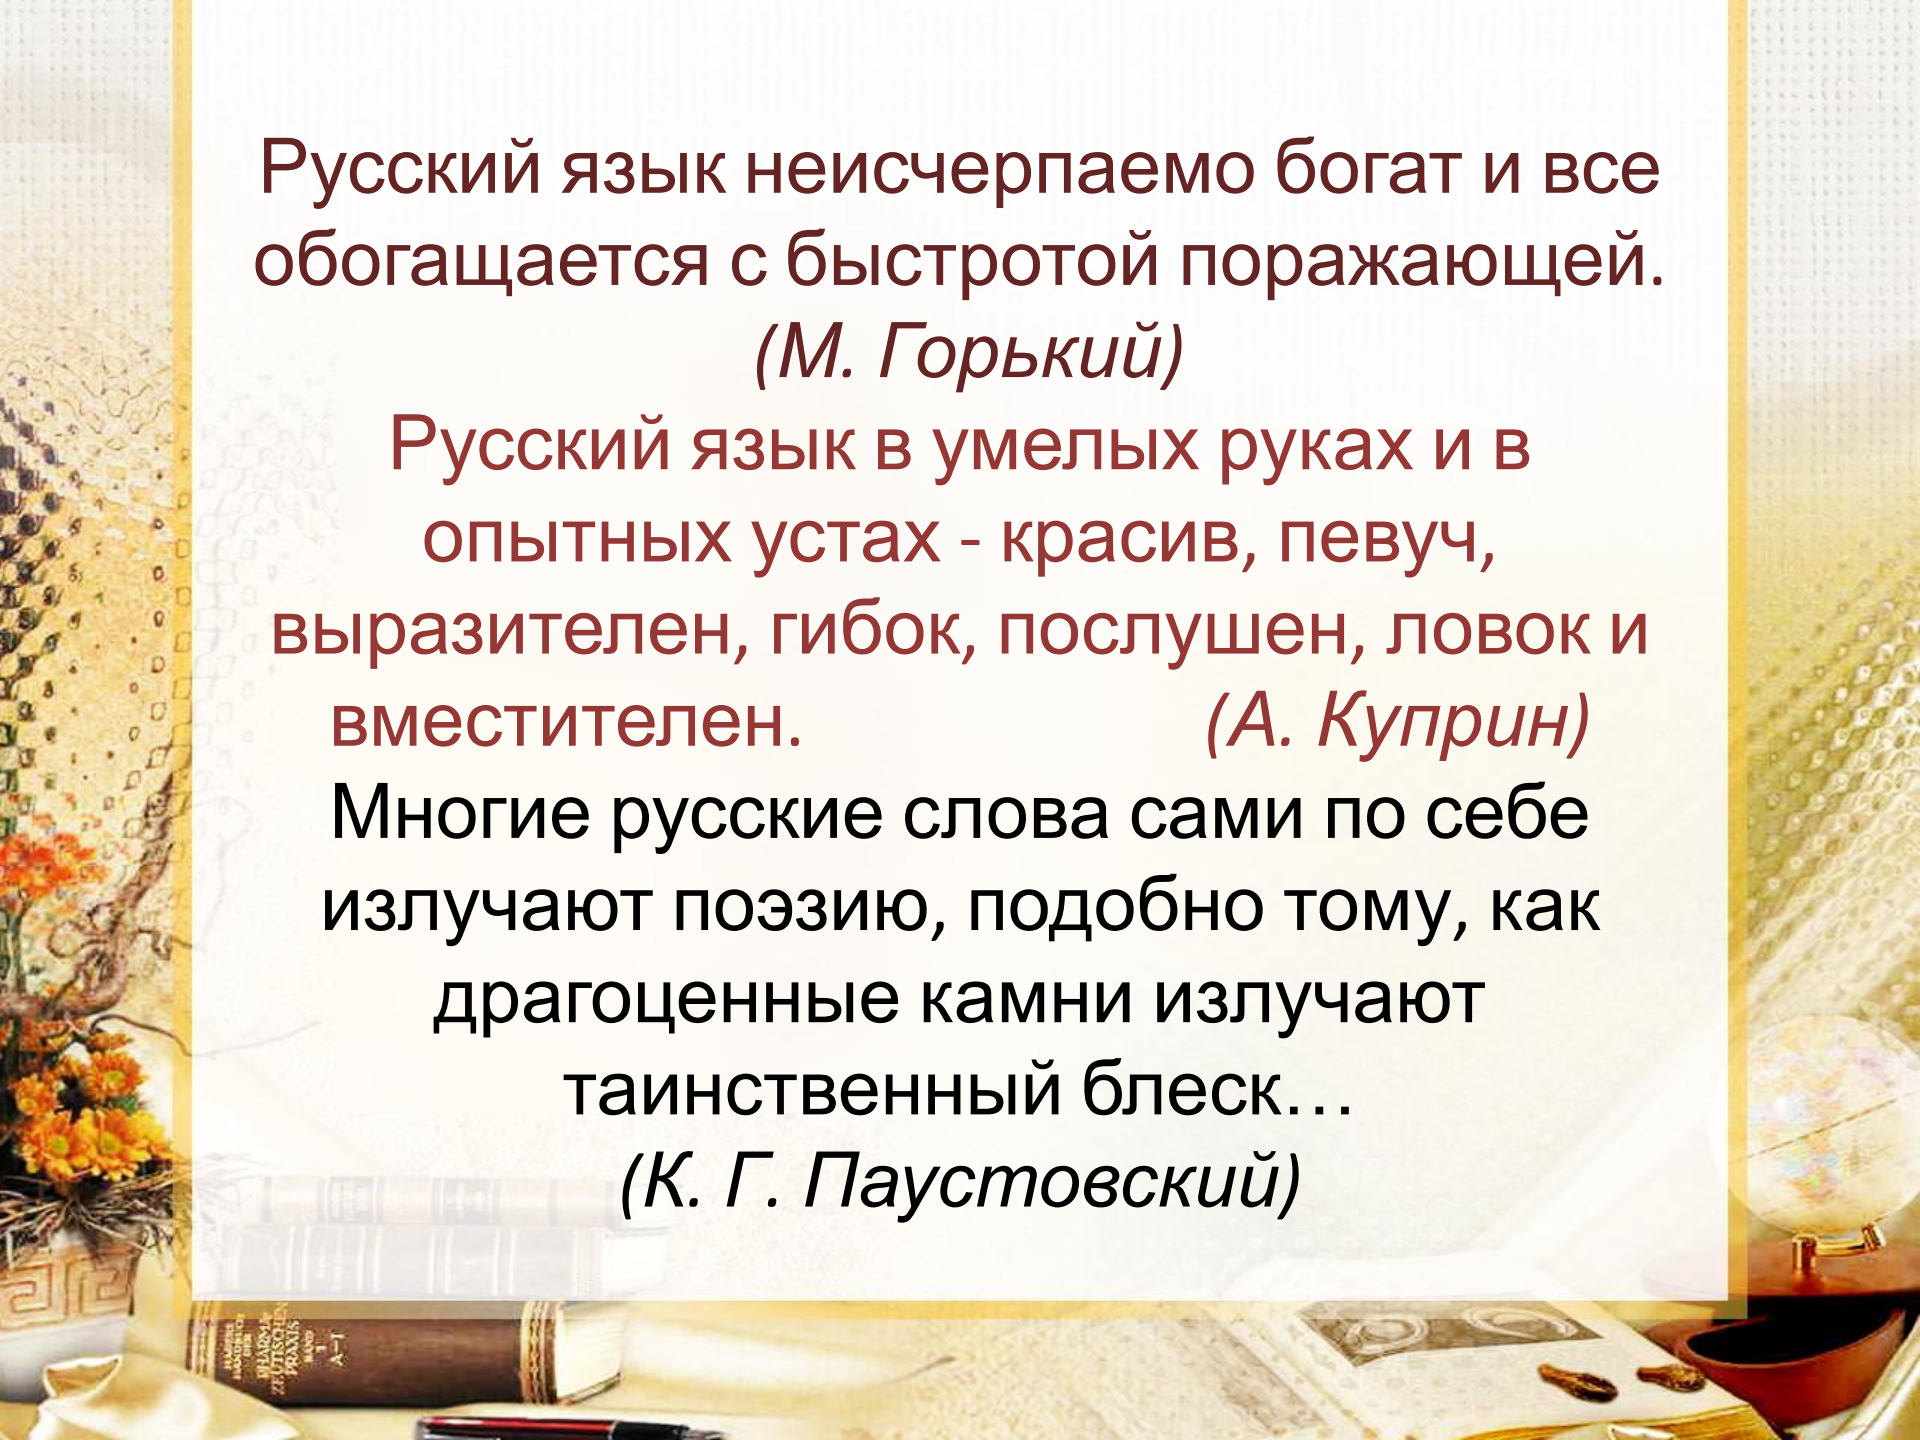 Русский язык неисчерпаемо богат и все
обогащается с быстротой поражающей.
(М. Горький)
Русский язык в умелых руках и в
опытных устах - красив, певуч,
выразителен, гибок, послушен, ловок и
вместителен. (А. Куприн)
Многие русские слова сами по себе
излучают поэзию, подобно тому, как
драгоценные камни излучают
таинственный блеск…
(К. Г. Паустовский)
PRAXIS
BAND
A-I